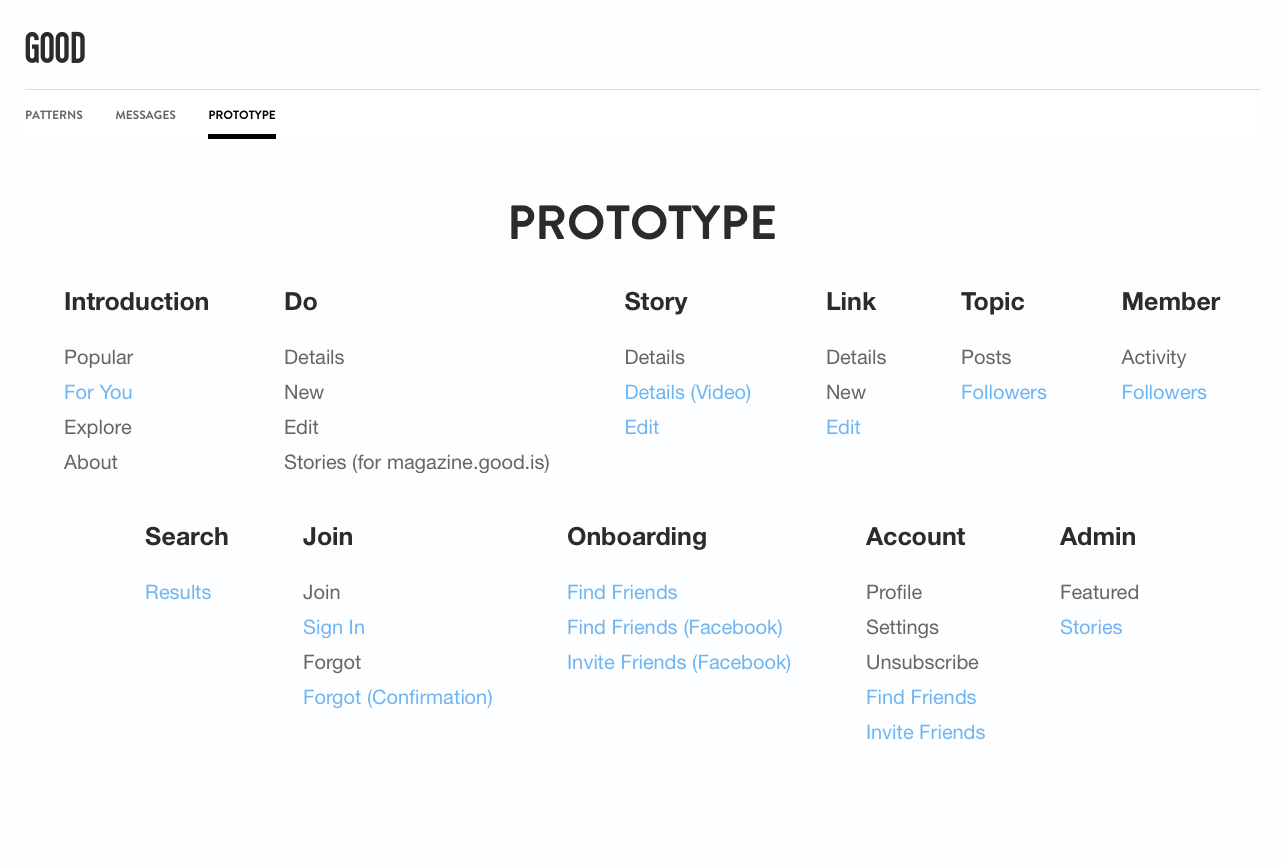 GOOD
PATTERNS MESSAGES PROTOTYPE
PROTOTYPE
Introduction
Popular
For You
Explore
About
Do
Details
New
Edit
Stories (for magazine.good.is)
Story
Details
Details (Video)
Edit
Link
Details
New
Edit
Topic
Posts
Followers
Member
Activity
Followers
Search
Results
Join
Join
Sign In
Forgot
Forgot (Confirmation)
Onboarding
Find Friends
Find Friends (Facebook)
Invite Friends (Facebook)
Account
Profile
Settings
Unsubscribe
Find Friends
Invite Friends
Admin
Featured
Stories